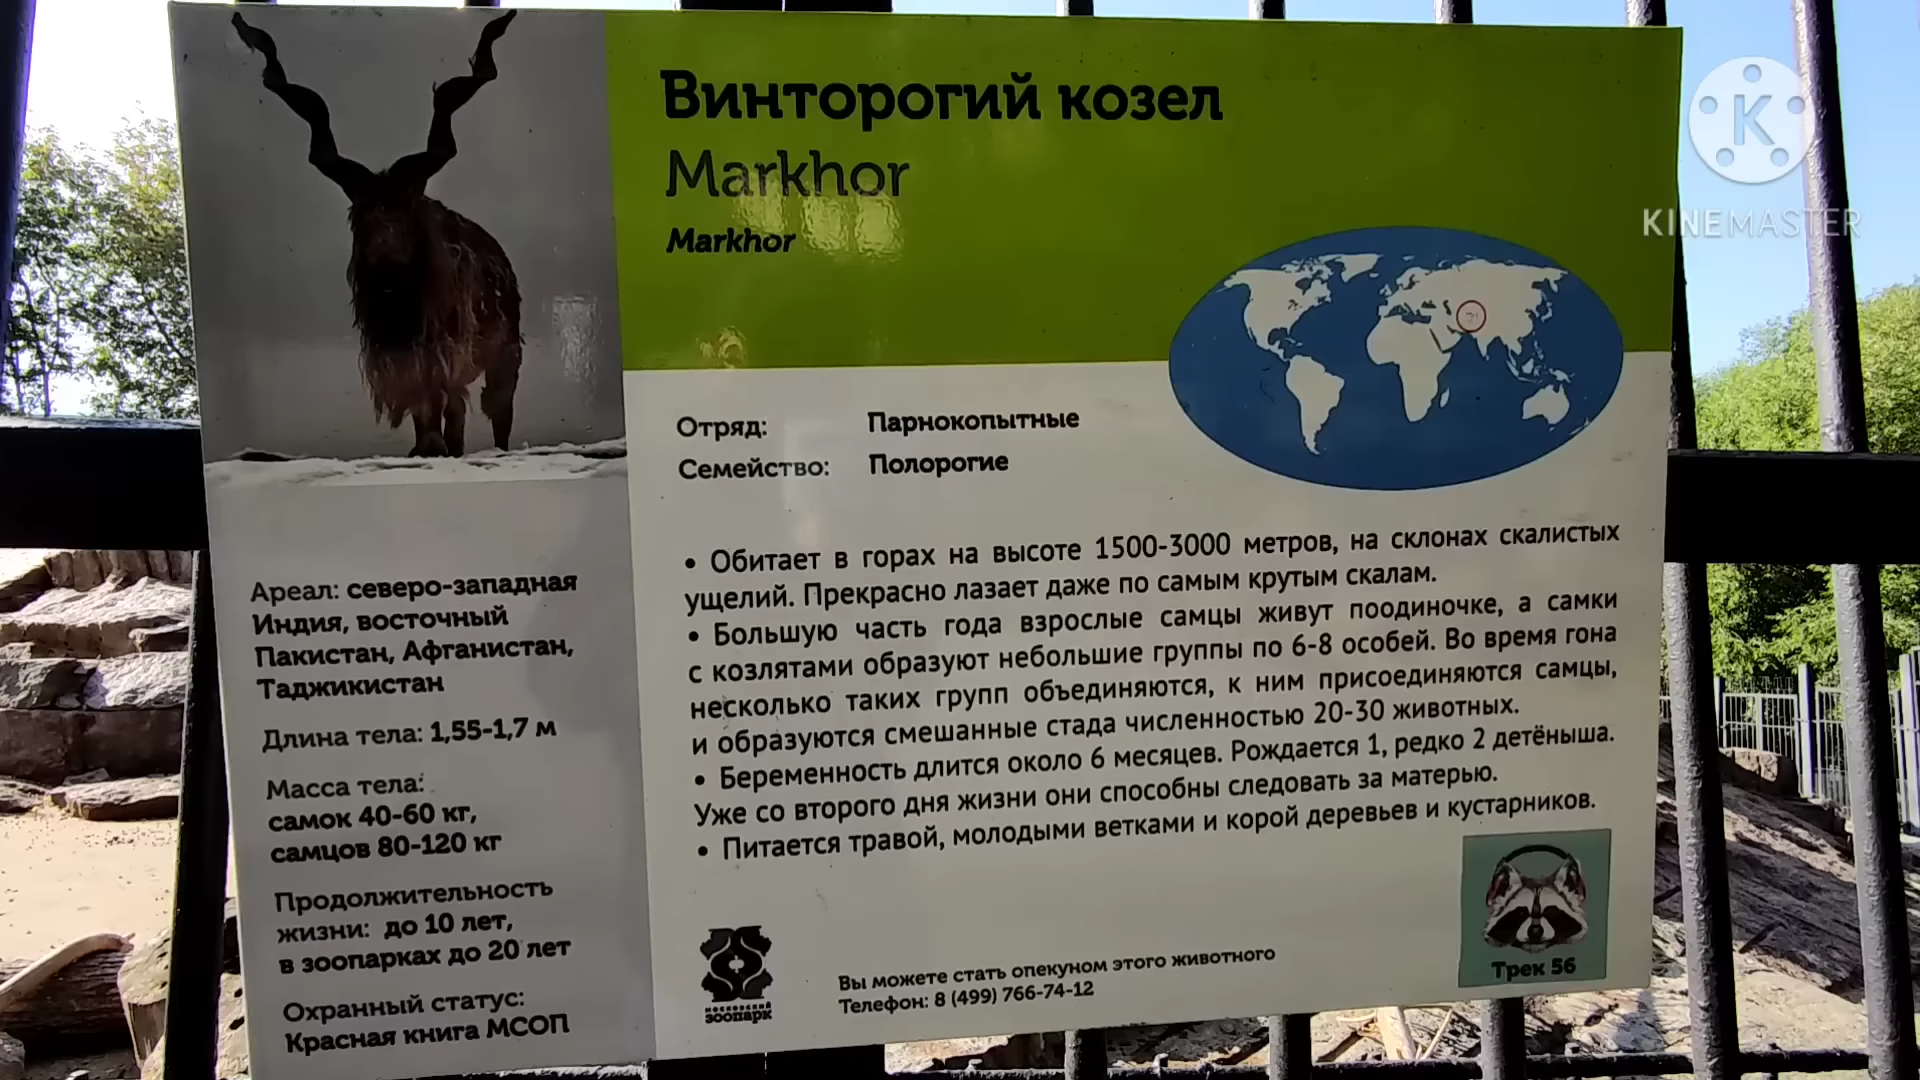 Винторогий козел
Markhor
Markhor
K
KINEMASTER
Отряд: Парнокопытные
Семейство: Полорогие
Ареал: северо-западная
Индия, восточный
Пакистан, Афганистан,
Таджикистан
Длина тела: 1,55-1,7 м
Масса тела:
самок 40-60 кг,
самцов 80-120 кг
Продолжительность
жизни: до 10 лет,
в зоопарках до 20 лет
Охранный статус:
Красная книга МСОП
• Обитает в горах на высоте 1500-3000 метров, на склонах скалистых
ущелий. Прекрасно лазает даже по самым крутым скалам.
• Большую часть года взрослые самцы живут поодиночке, а самки
с козлятами образуют небольшие группы по 6-8 особей. Во время гона
несколько таких групп объединяются, к ним присоединяются самцы,
и образуются смешанные стада численностью 20-30 животных.
• Беременность длится около 6 месяцев. Рождается 1, редко 2 детёныша.
Уже со второго дня жизни они способны следовать за матерью.
• Питается травой, молодыми ветками и корой деревьев и кустарников.
московский
зоопарк
Вы можете стать опекуном этого животного
Телефон: 8 (499) 766-74-12
Трек 56